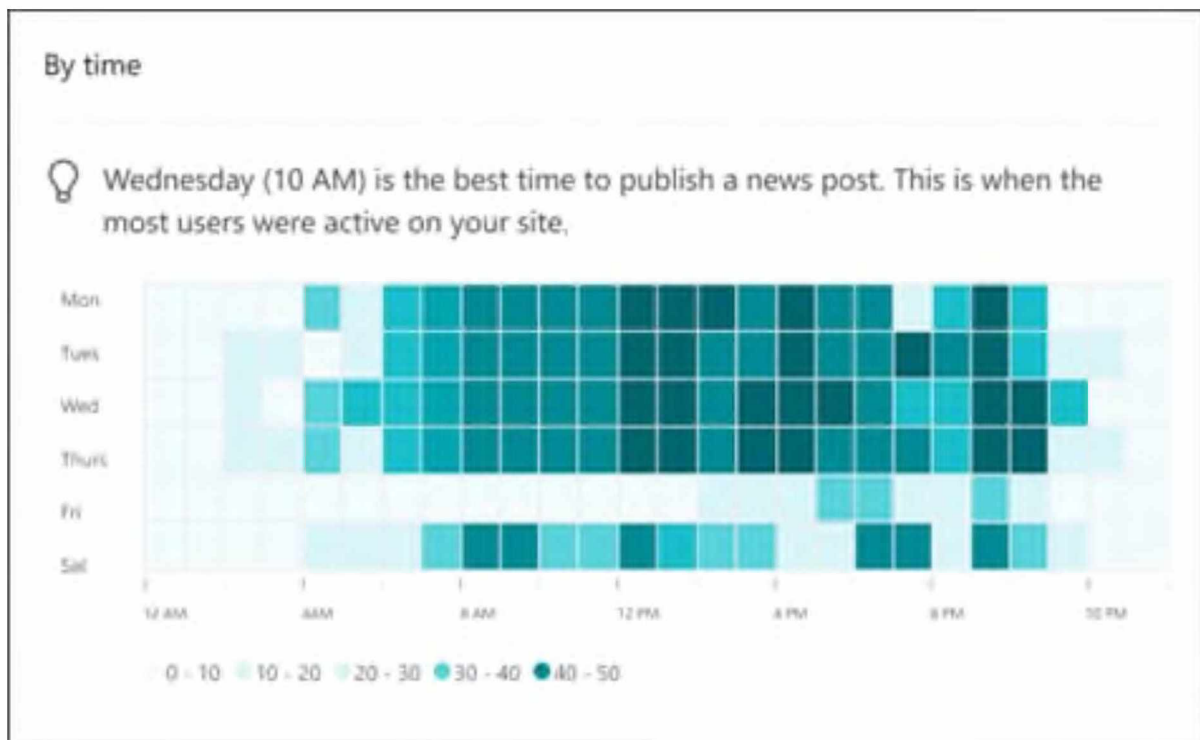 By time
Wednesday (10 AM) is the best time to publish a news post. This is when the
most users were active on your site.
Mon
Tues
Wed
Thurs
Fri
Sat
12 AM 4AM 8 AM 12 PM 4 PM 8 PM 10 PM
0 - 10 10 - 20 20 - 30 30 - 40 40 - 50